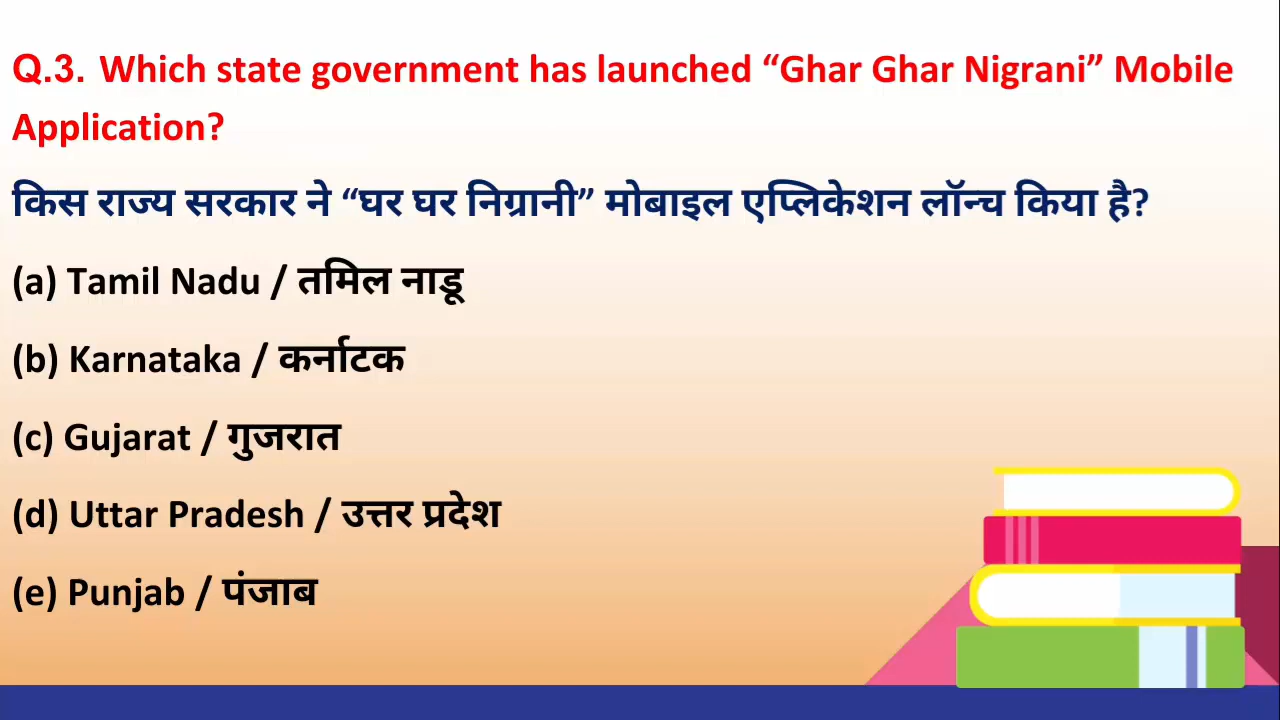 Q.3. Which state government has launched “Ghar Ghar Nigrani” Mobile
Application?
किस राज्य सरकार ने “घर घर निग्रानी” मोबाइल एप्लिकेशन लॉन्च किया है?
(a) Tamil Nadu / तमिल नाडू
(b) Karnataka / कर्नाटक
(c) Gujarat / गुजरात
(d) Uttar Pradesh / उत्तर प्रदेश
(e) Punjab / पंजाब